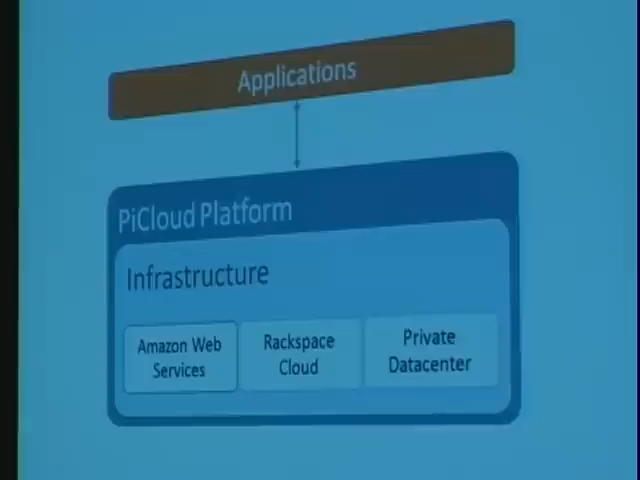 Applications
PiCloud Platform
Infrastructure
Amazon Web
Services
Rackspace
Cloud
Private
Datacenter